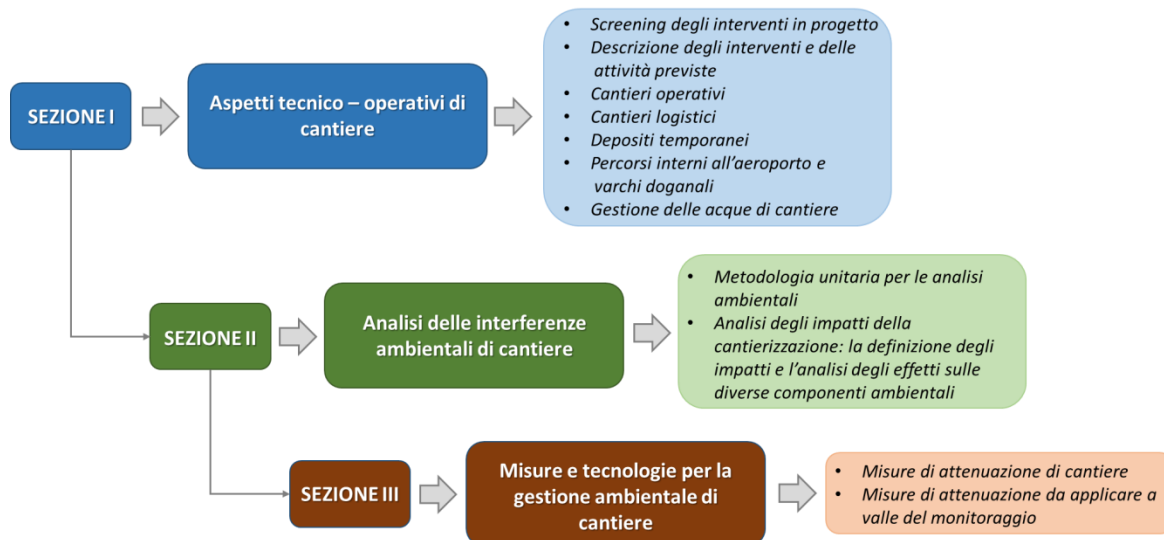 SEZIONE I
Aspetti tecnico – operativi di
cantiere
• Screening degli interventi in progetto
• Descrizione degli interventi e delle
attività previste
• Cantieri operativi
• Cantieri logistici
• Depositi temporanei
• Percorsi interni all'aeroporto e
varchi doganali
• Gestione delle acque di cantiere
SEZIONE II
Analisi delle interferenze
ambientali di cantiere
• Metodologia unitaria per le analisi
ambientali
• Analisi degli impatti della
cantierizzazione: la definizione degli
impatti e l'analisi degli effetti sulle
diverse componenti ambientali
SEZIONE III
Misure e tecnologie per la
gestione ambientale di
cantiere
• Misure di attenuazione di cantiere
• Misure di attenuazione da applicare a
valle del monitoraggio